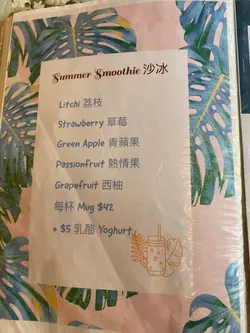 Summer Smoothie 沙冰
Litchi 荔枝
Strawberry 草莓
Green Apple 青蘋果
Passionfruit 熱情果
Grapefruit 西柚
每杯 Mug $42
+ $5 乳酪 Yoghurt